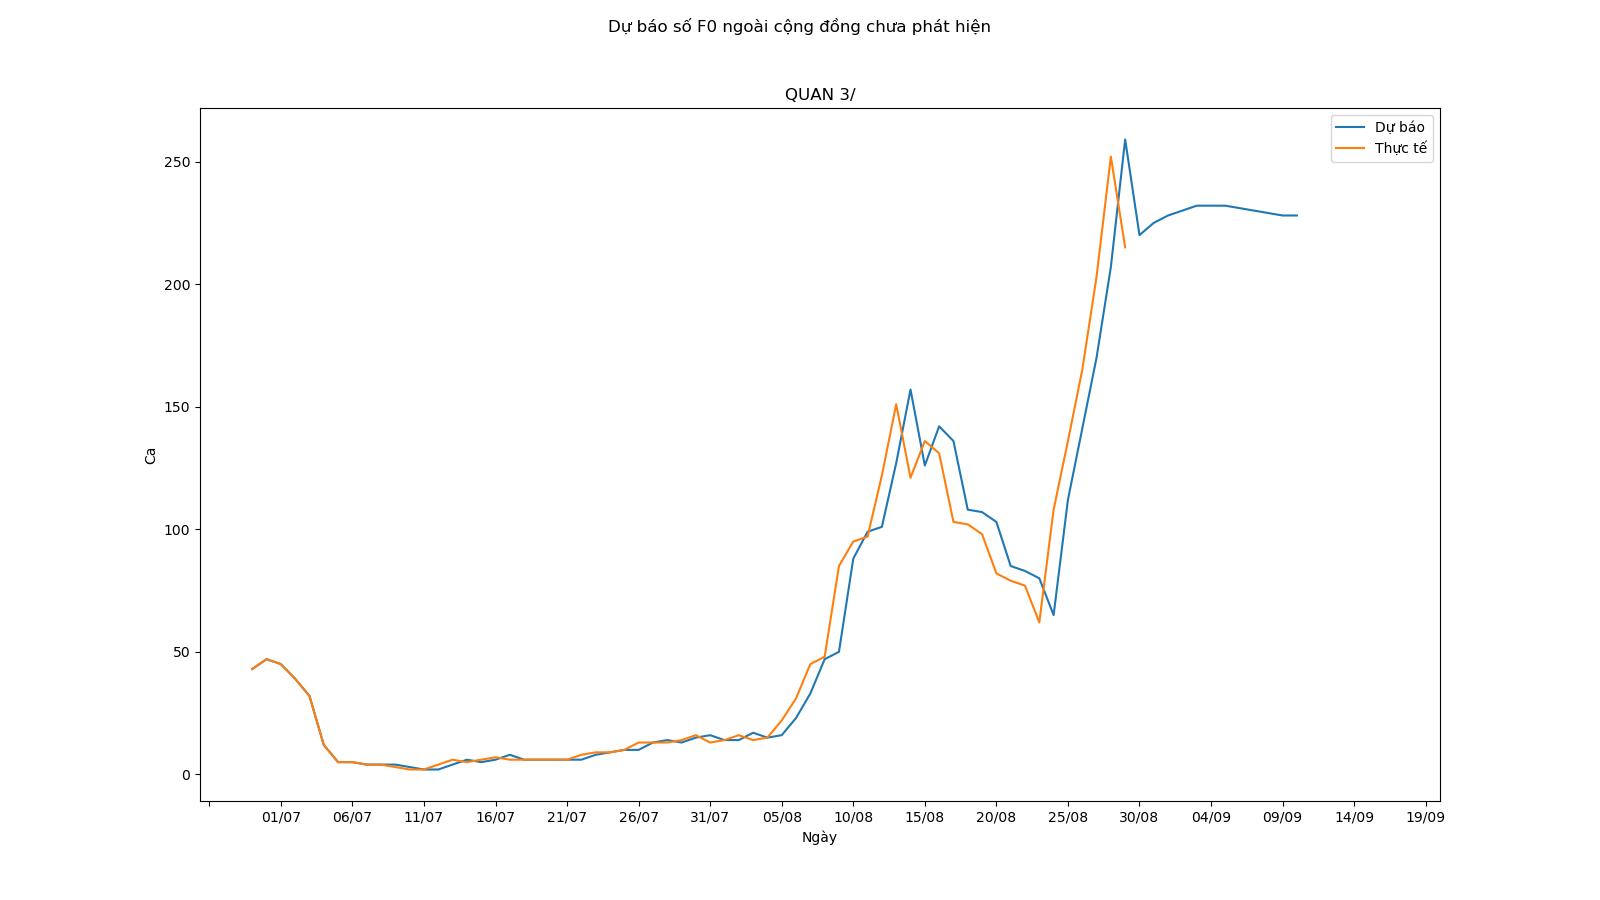 Dự báo số F0 ngoài cộng đồng chưa phát hiện
QUAN 3/
Dự báo
Thực tế
250
200
150
100
50
0
Ca
01/07 06/07 11/07 16/07 21/07 26/07 31/07 05/08 10/08 15/08 20/08 25/08 30/08 04/09 09/09 14/09 19/09
Ngày